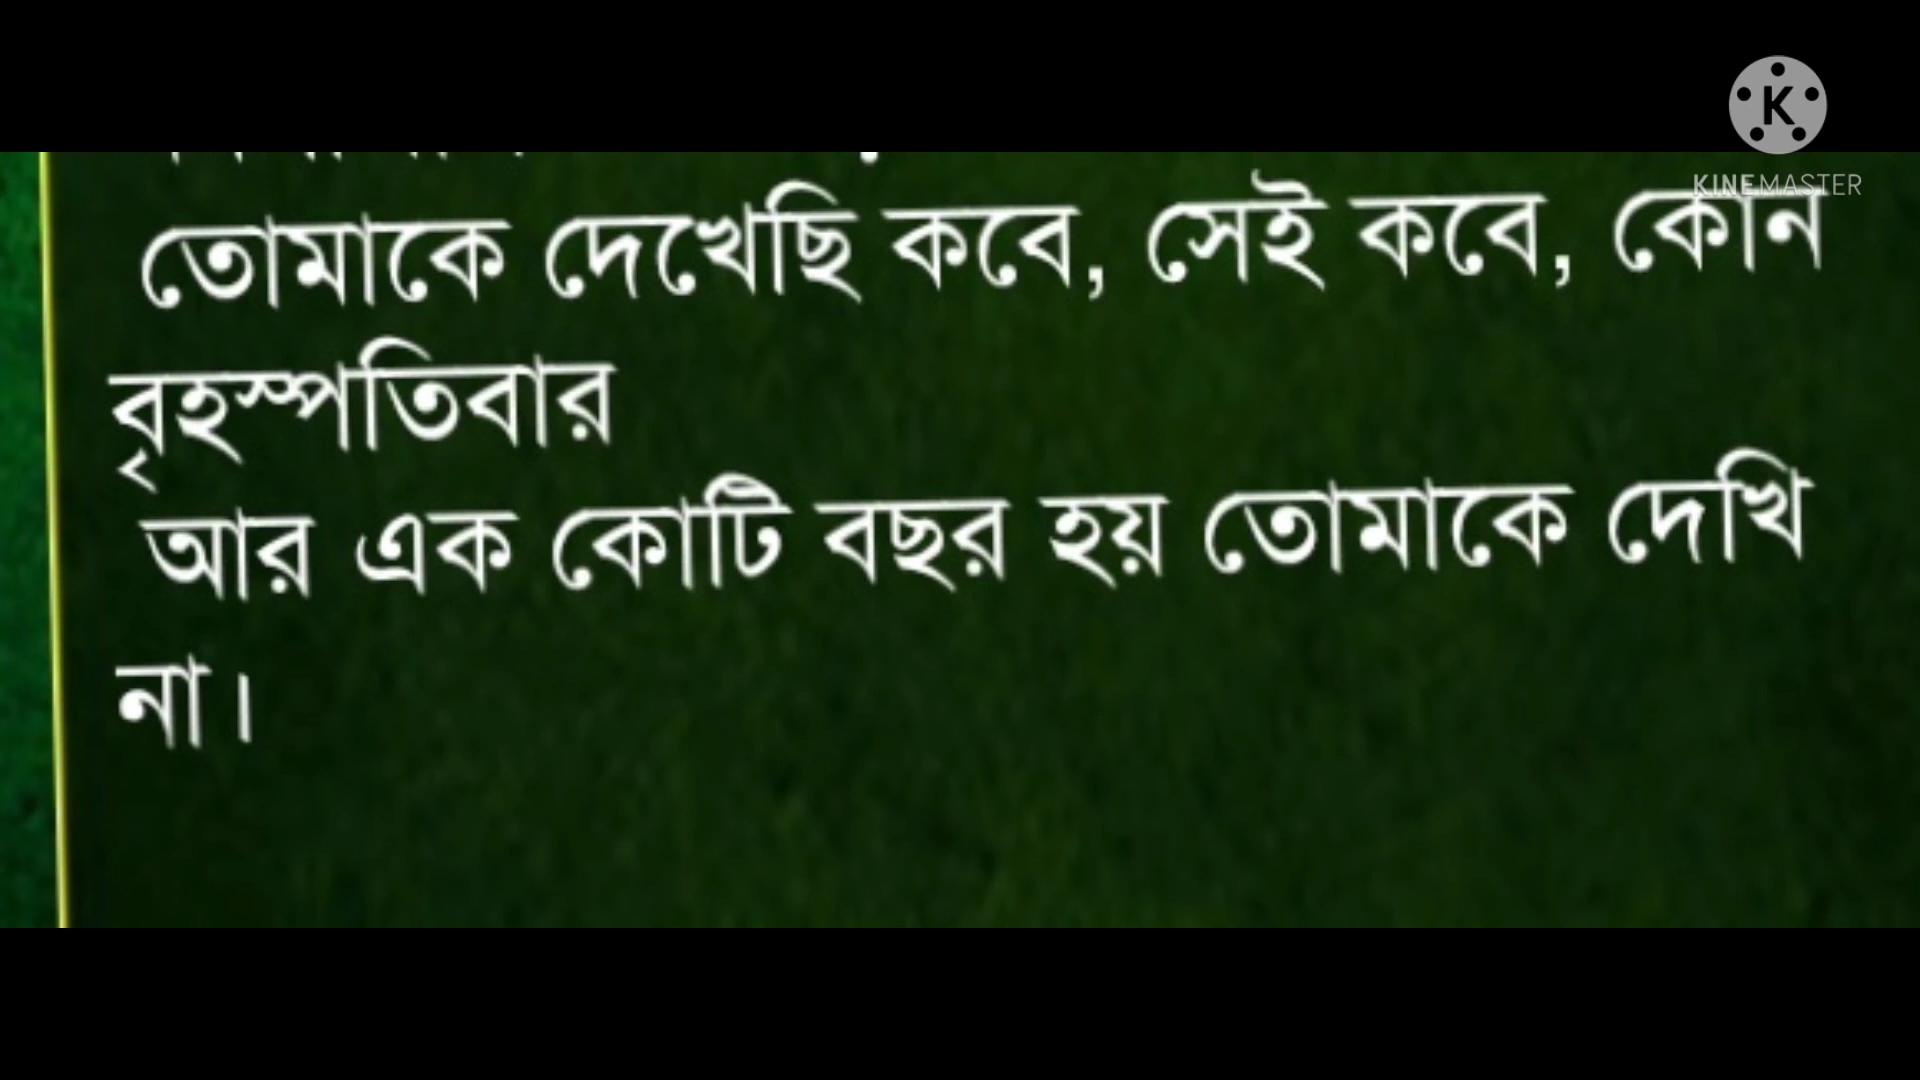 KINEMASTER
তোমাকে দেখেছি কবে, সেই কবে, কোন
বৃহস্পতিবার
আর এক কোটি বছর হয় তোমাকে দেখি
না।